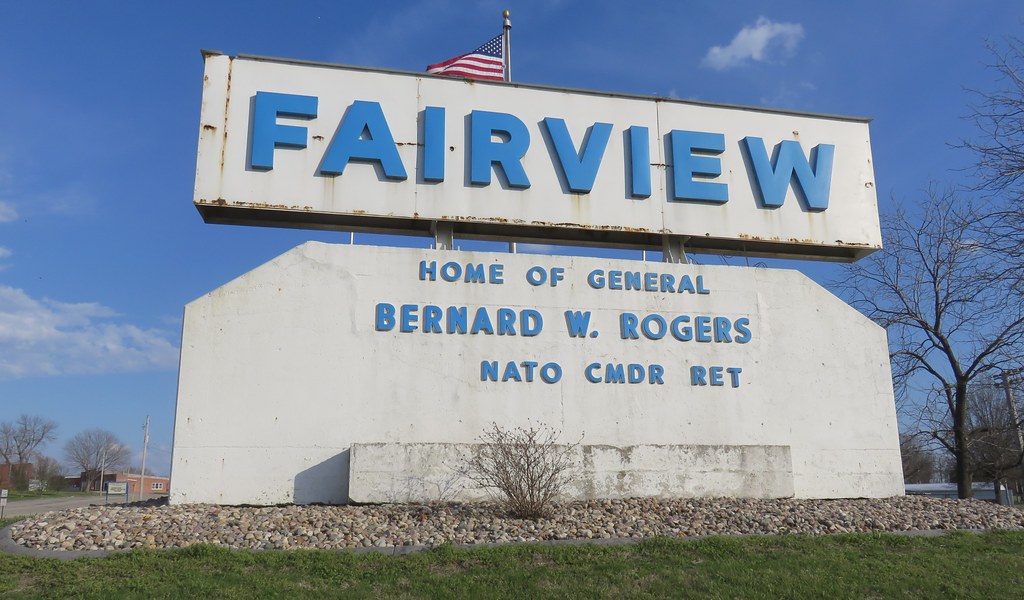 FAIRVIEW
HOME OF GENERAL
BERNARD W. ROGERS
NATO CMDR RET